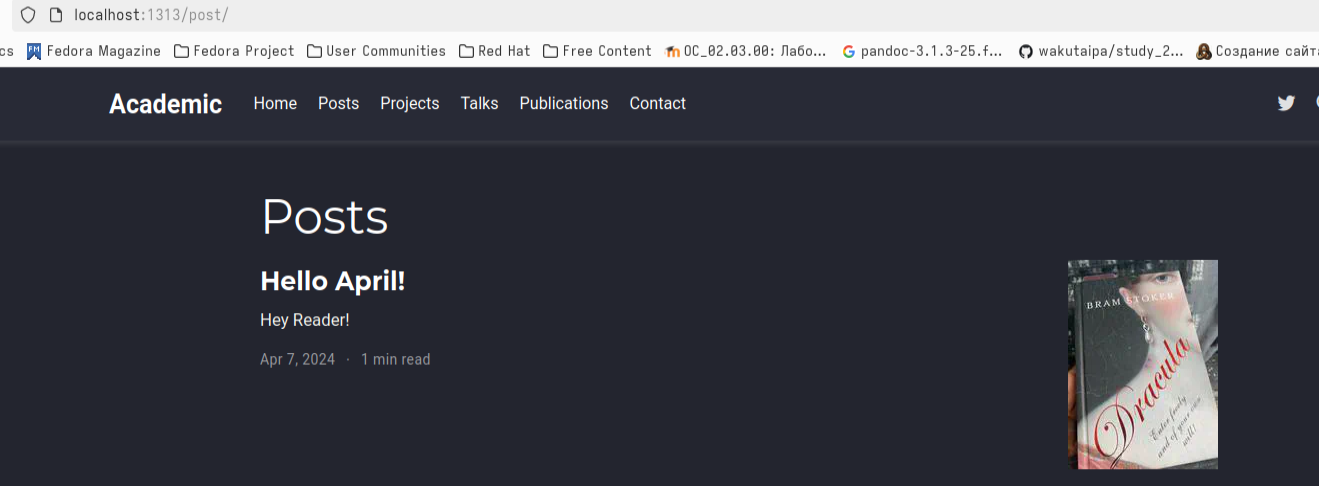 localhost:1313/post/
cs Fedora Magazine Fedora Project User Communities Red Hat Free Content OC_02.03.00: Лабо... pandoc-3.1.3-25.f... wakutaipa/study_2... Создание сайта
Academic Home Posts Projects Talks Publications Contact
Posts
Hello April!
Hey Reader!
Apr 7, 2024 · 1 min read
BRAM STOKER
Dracula
Enter freely
and of your own
will!